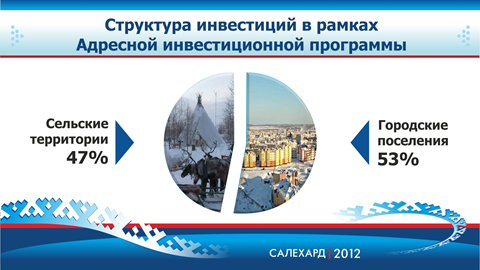 Структура инвестиций в рамках
Адресной инвестиционной программы
Сельские
территории
47%
Городские
поселения
53%
САЛЕХАРД | 2012